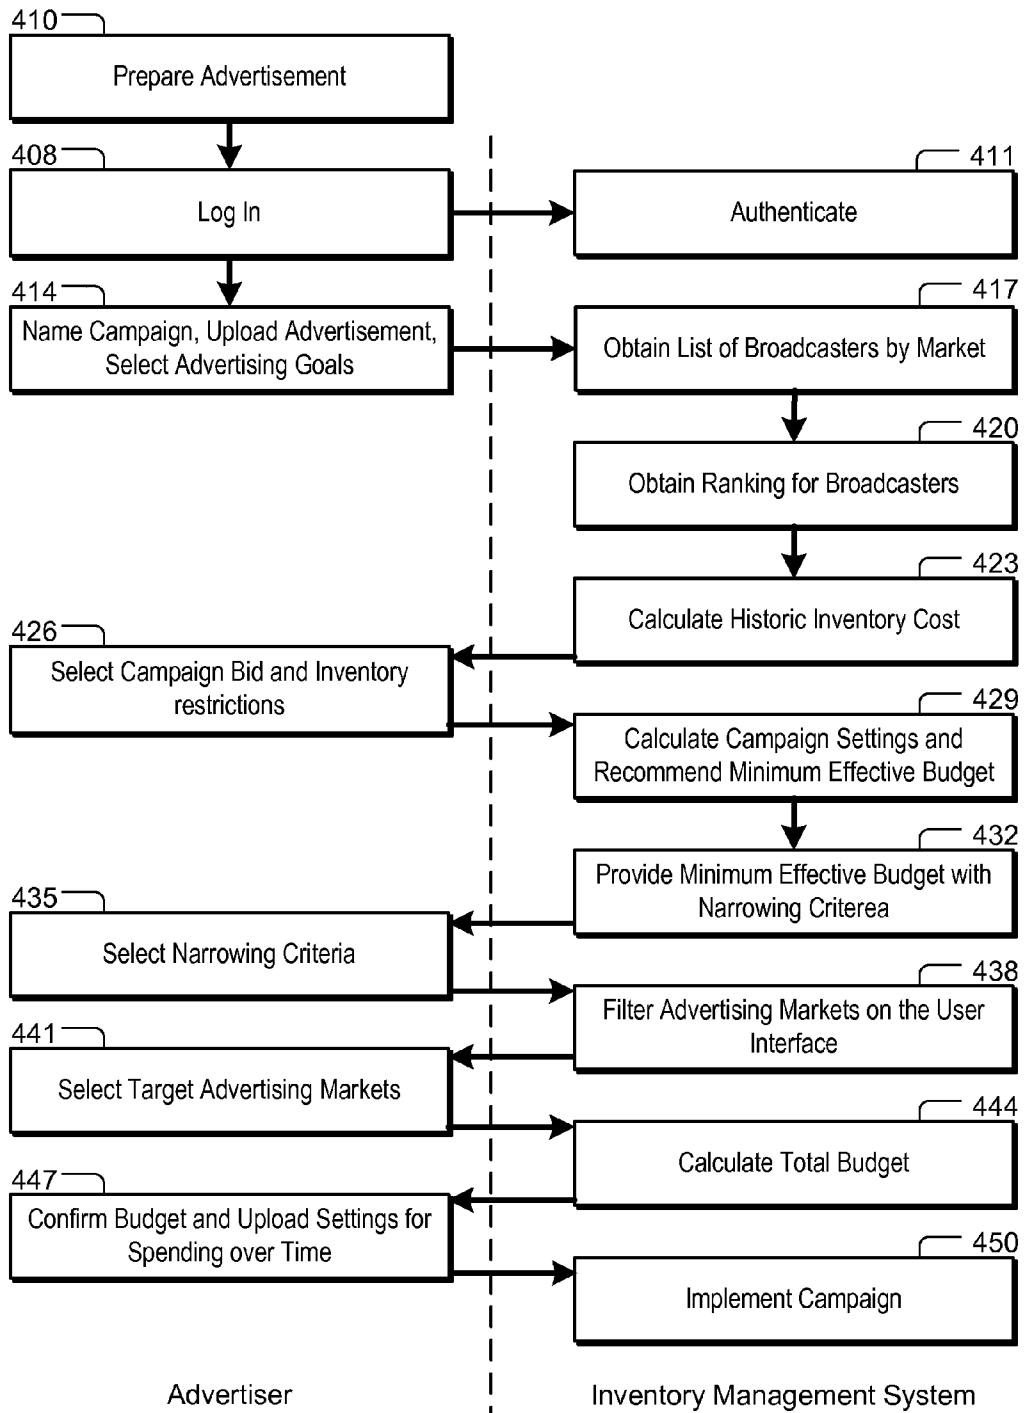 410
Prepare Advertisement
408
Log In
411
Authenticate
414
Name Campaign, Upload Advertisement,
Select Advertising Goals
417
Obtain List of Broadcasters by Market
420
Obtain Ranking for Broadcasters
423
Calculate Historic Inventory Cost
426
Select Campaign Bid and Inventory
restrictions
429
Calculate Campaign Settings and
Recommend Minimum Effective Budget
432
Provide Minimum Effective Budget with
Narrowing Criterea
435
Select Narrowing Criteria
438
Filter Advertising Markets on the User
Interface
441
Select Target Advertising Markets
444
Calculate Total Budget
447
Confirm Budget and Upload Settings for
Spending over Time
450
Implement Campaign
Advertiser
Inventory Management System